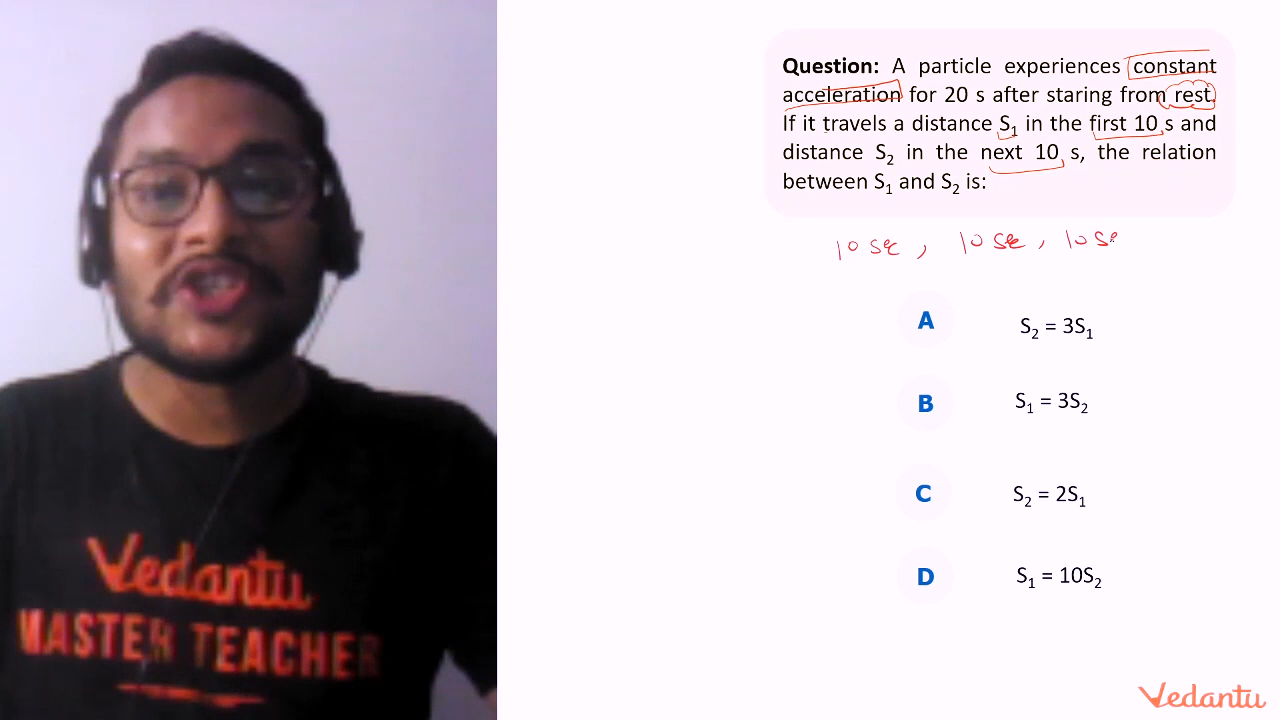 Question: A particle experiences constant
acceleration for 20 s after staring from rest.
If it travels a distance S₁ in the first 10 s and
distance S₂ in the next 10 s, the relation
between S₁ and S₂ is:
10 sec, 10 sec, 10 se
A S₂ = 3S₁
B S₁ = 3S₂
C S₂ = 2S₁
D S₁ = 10S₂
Vedantu
MASTER TEACHER
Vedantu